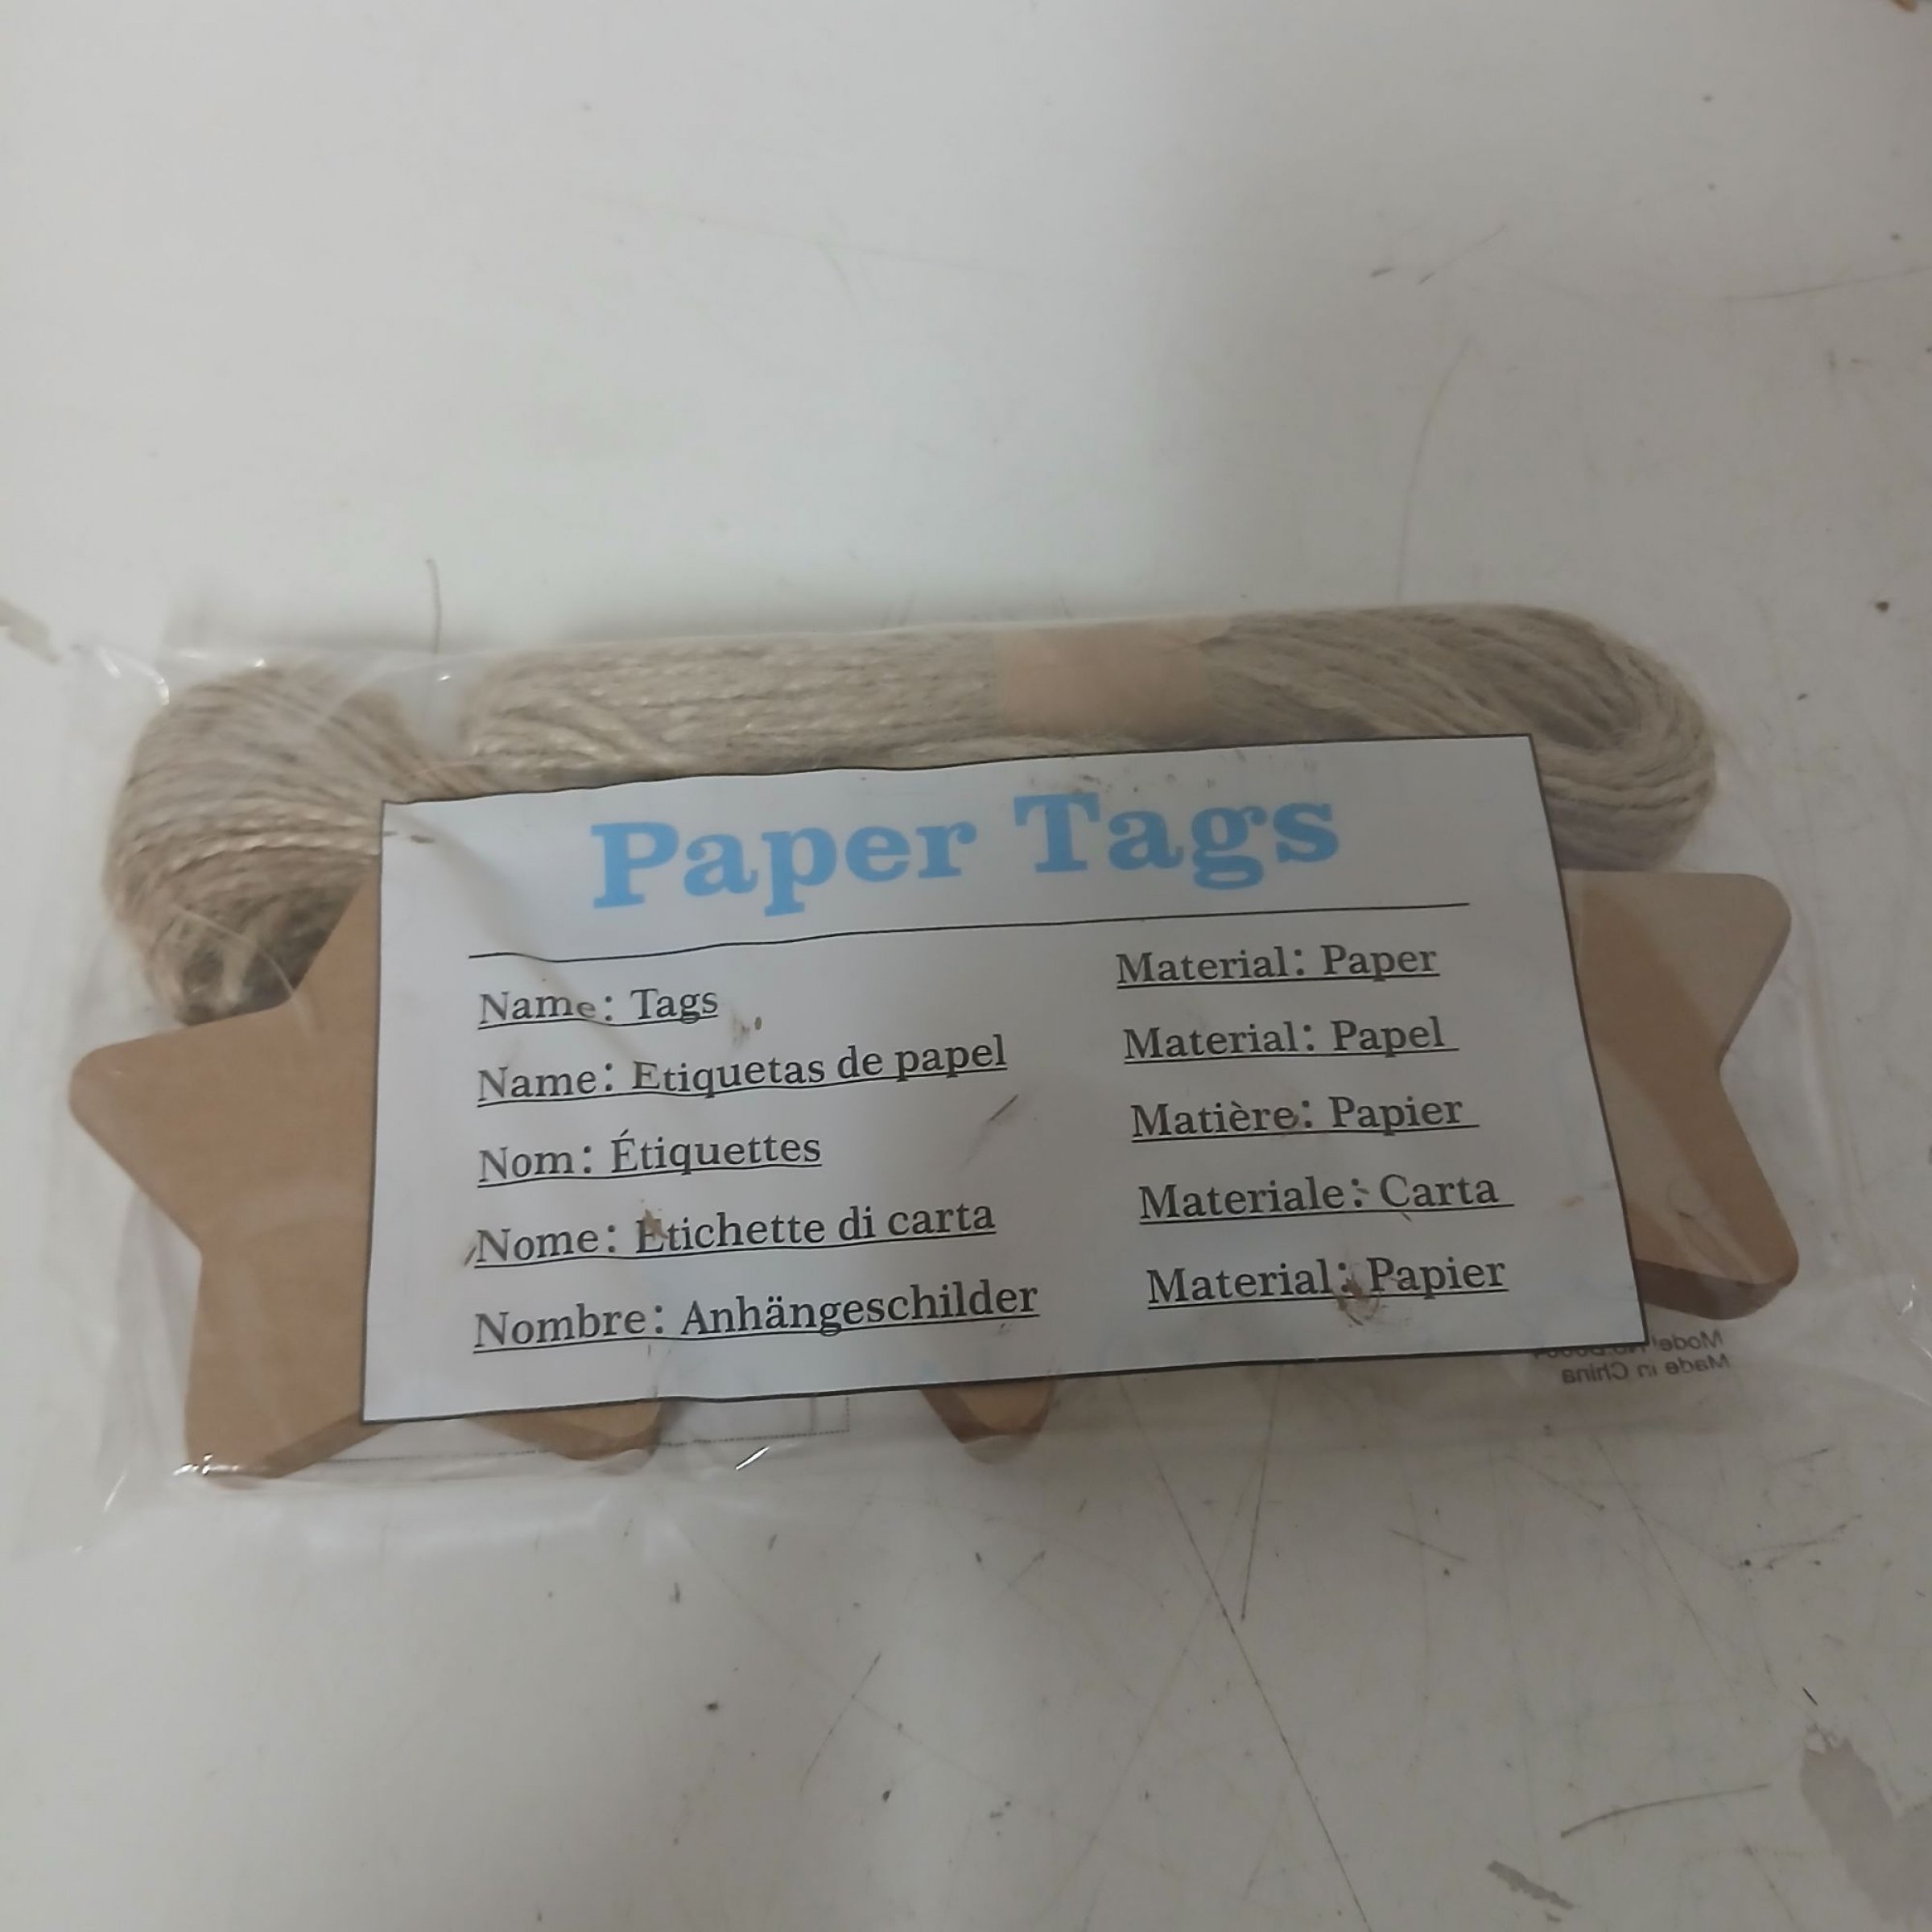 Paper Tags
Name: Tags
Name: Etiquetas de papel
Nom: Étiquettes
Nome: Etichette di carta
Nombre: Anhängeschilder
Material: Paper
Material: Papel
Matière: Papier
Materiale: Carta
Material: Papier
Model
Made in China